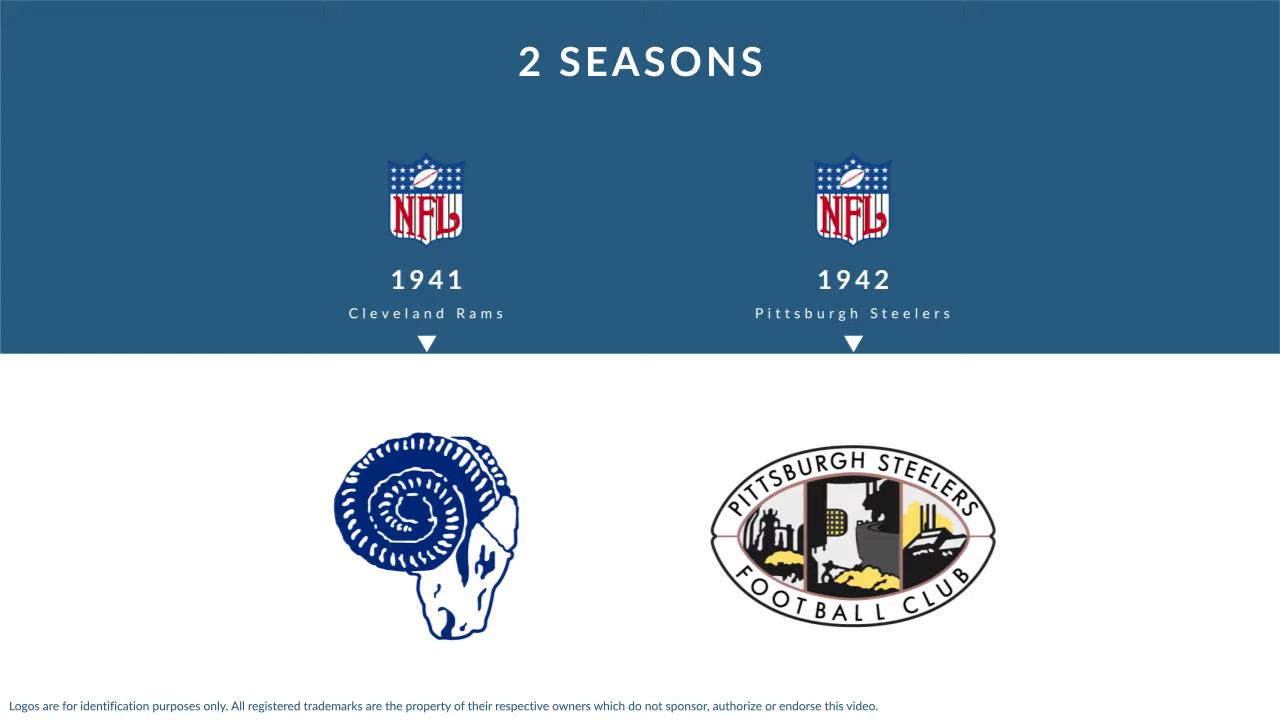 2 SEASONS
NFL
NFL
1941
1942
Cleveland Rams
Pittsburgh Steelers
PITTSBURGH STEELERS
FOOTBALL CLUB
Logos are for identification purposes only. All registered trademarks are the property of their respective owners which do not sponsor, authorize or endorse this video.